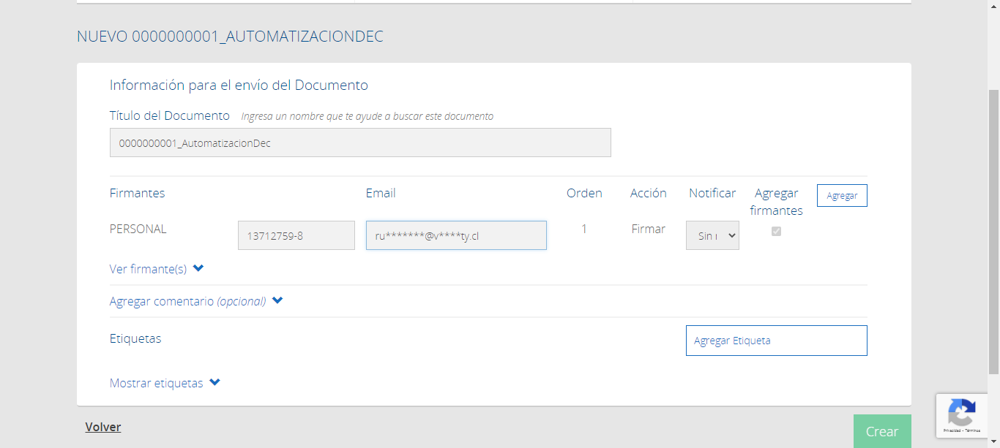 NUEVO 0000000001_AUTOMATIZACIONDEC
Información para el envío del Documento
Título del Documento Ingresa un nombre que te ayude a buscar este documento
0000000001_AutomatizacionDec
Firmantes Email Orden Acción Notificar Agregar firmantes Agregar
PERSONAL 13712759-8 ru*******@v****ty.cl 1 Firmar Sin
Ver firmante(s)
Agregar comentario (opcional)
Etiquetas Agregar Etiqueta
Mostrar etiquetas
Volver
Crear
Privacidad - Términos